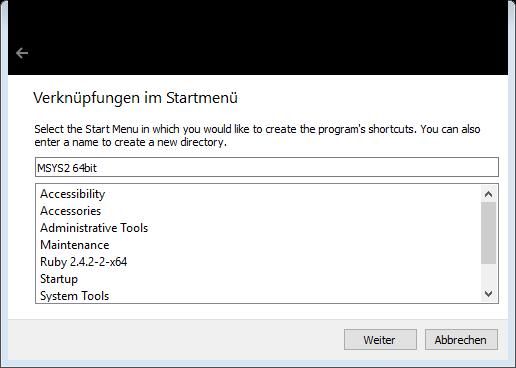 Verknüpfungen im Startmenü
Select the Start Menu in which you would like to create the program's shortcuts. You can also
enter a name to create a new directory.
MSYS2 64bit
Accessibility
Accessories
Administrative Tools
Maintenance
Ruby 2.4.2-2-x64
Startup
System Tools
Weiter
Abbrechen